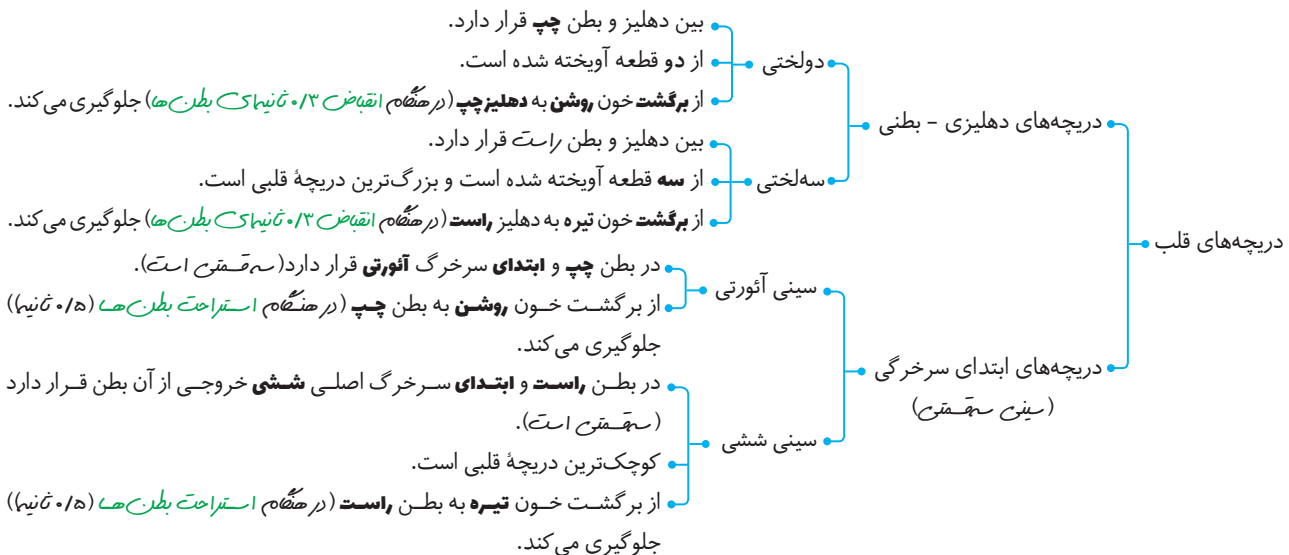 دریچه‌های قلب
دریچه‌های دهلیزی - بطنی
دولختی
بین دهلیز و بطن چپ قرار دارد.
از دو قطعه آویخته شده است.
از برگشت خون روشن به دهلیز چپ (در هنگام انقباض ۰/۳ ثانیه‌ای بطن‌ها) جلوگیری می‌کند.
سه‌لختی
بین دهلیز و بطن راست قرار دارد.
از سه قطعه آویخته شده است و بزرگ‌ترین دریچهٔ قلبی است.
از برگشت خون تیره به دهلیز راست (در هنگام انقباض ۰/۳ ثانیه‌ای بطن‌ها) جلوگیری می‌کند.
دریچه‌های ابتدای سرخرگی
(سینی سه‌قسمتی)
سینی آئورتی
در بطن چپ و ابتدای سرخرگ آئورتی قرار دارد(سه‌قسمتی است).
از برگشت خون روشن به بطن چپ (در هنگام استراحت بطن‌ها (۰/۵ ثانیه))
جلوگیری می‌کند.
سینی ششی
در بطن راست و ابتدای سرخرگ اصلی ششی خروجی از آن بطن قرار دارد
(سه‌قسمتی است).
کوچک‌ترین دریچهٔ قلبی است.
از برگشت خون تیره به بطن راست (در هنگام استراحت بطن‌ها (۰/۵ ثانیه))
جلوگیری می‌کند.